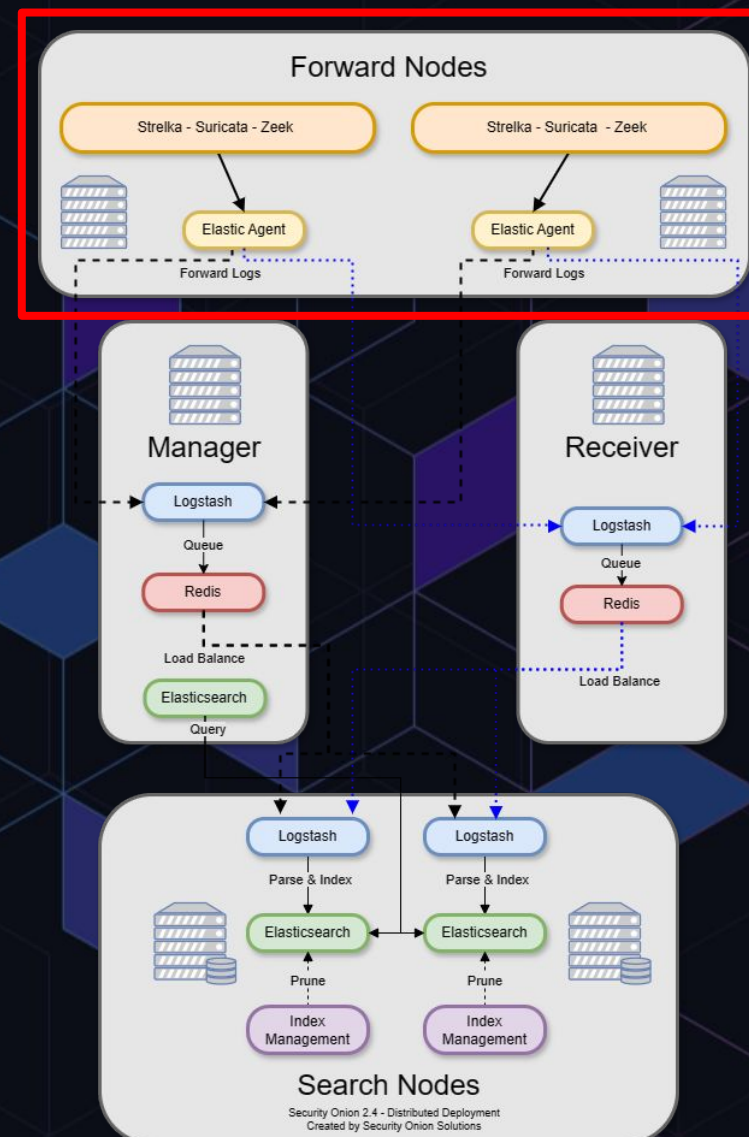 Forward Nodes
Strelka - Suricata - Zeek
Strelka - Suricata - Zeek
Elastic Agent
Elastic Agent
Forward Logs
Forward Logs
Manager
Logstash
Queue
Redis
Load Balance
Elasticsearch
Query
Receiver
Logstash
Queue
Redis
Load Balance
Logstash
Logstash
Parse & Index
Parse & Index
Elasticsearch
Elasticsearch
Prune
Prune
Index
Management
Index
Management
Search Nodes
Security Onion 2.4 - Distributed Deployment
Created by Security Onion Solutions